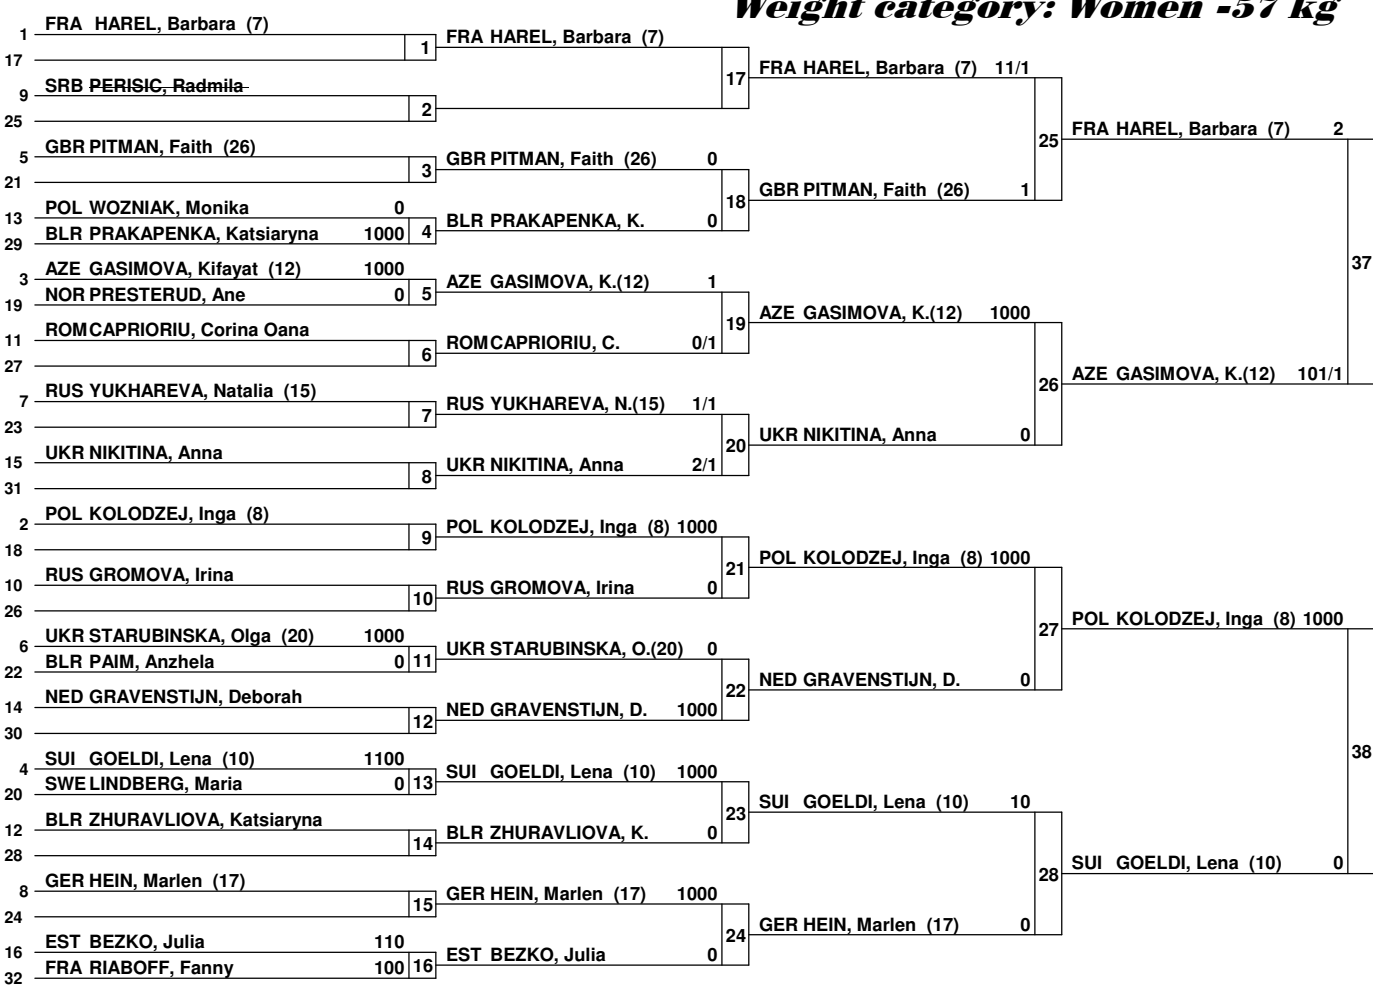 Weight category: Women -57 kg
1 FRA HAREL, Barbara (7)
17
1
9 SRB PERISIC, Radmila
25
2
5 GBR PITMAN, Faith (26)
21
3
13 POL WOZNIAK, Monika 0
29 BLR PRAKAPENKA, Katsiaryna 1000
4
3 AZE GASIMOVA, Kifayat (12) 1000
19 NOR PRESTERUD, Ane 0
5
11 ROM CAPRIORIU, Corina Oana
27
6
7 RUS YUKHAREVA, Natalia (15)
23
7
15 UKR NIKITINA, Anna
31
8
2 POL KOLODZEJ, Inga (8)
18
9
10 RUS GROMOVA, Irina
26
10
6 UKR STARUBINSKA, Olga (20) 1000
22 BLR PAIM, Anzhela 0
11
14 NED GRAVENSTIJN, Deborah
30
12
4 SUI GOELDI, Lena (10) 1100
20 SWE LINDBERG, Maria 0
13
12 BLR ZHURAVLIOVA, Katsiaryna
28
14
8 GER HEIN, Marlen (17)
24
15
16 EST BEZKO, Julia 110
32 FRA RIABOFF, Fanny 100
16
FRA HAREL, Barbara (7)
17
GBR PITMAN, Faith (26) 0
18
BLR PRAKAPENKA, K. 0
AZE GASIMOVA, K.(12) 1
19
ROM CAPRIORIU, C. 0/1
RUS YUKHAREVA, N.(15) 1/1
20
UKR NIKITINA, Anna 2/1
POL KOLODZEJ, Inga (8) 1000
21
RUS GROMOVA, Irina 0
UKR STARUBINSKA, O.(20) 0
22
NED GRAVENSTIJN, D. 1000
SUI GOELDI, Lena (10) 1000
23
BLR ZHURAVLIOVA, K. 0
GER HEIN, Marlen (17) 1000
24
EST BEZKO, Julia 0
FRA HAREL, Barbara (7) 11/1
25
GBR PITMAN, Faith (26) 1
AZE GASIMOVA, K.(12) 1000
26
UKR NIKITINA, Anna 0
POL KOLODZEJ, Inga (8) 1000
27
NED GRAVENSTIJN, D. 0
SUI GOELDI, Lena (10) 10
28
GER HEIN, Marlen (17) 0
FRA HAREL, Barbara (7) 2
37
AZE GASIMOVA, K.(12) 101/1
POL KOLODZEJ, Inga (8) 1000
38
SUI GOELDI, Lena (10) 0